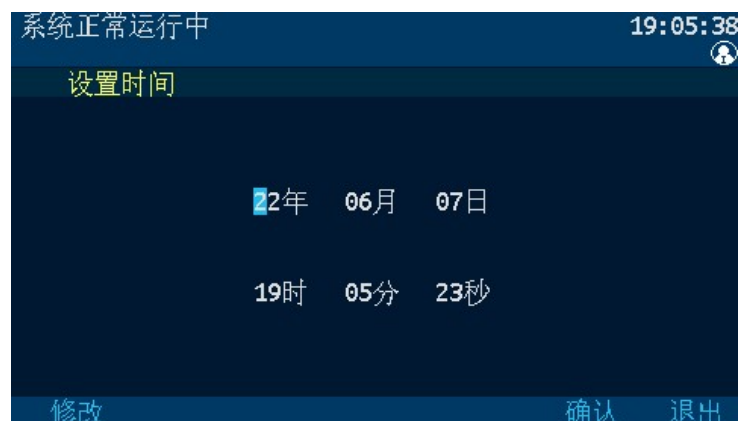 系统正常运行中 19:05:38
设置时间
22年 06月 07日
19时 05分 23秒
修改 确认 退出